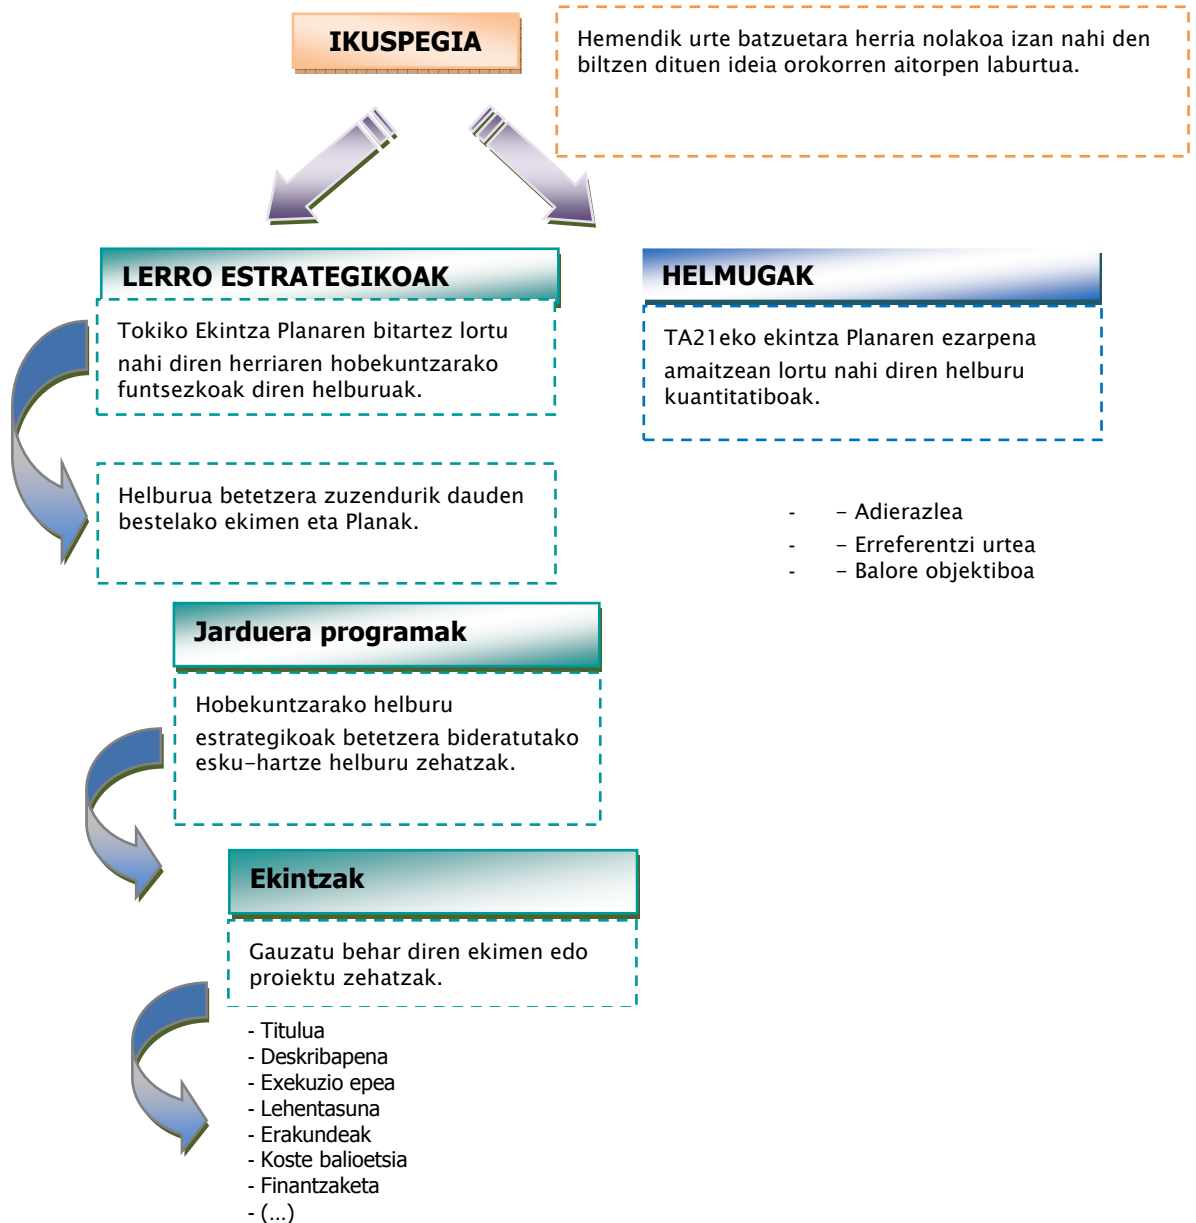 IKUSPEGIA
Hemendik urte batzuetara herria nolakoa izan nahi den
biltzen dituen ideia orokorren aitorpen laburtua.
LERRO ESTRATEGIKOAK
Tokiko Ekintza Planaren bitartez lortu
nahi diren herriaren hobekuntzarako
funtsezkoak diren helburuak.
HELMUGAK
TA21eko ekintza Planaren ezarpena
amaitzean lortu nahi diren helburu
kuantitatiboak.
Helburua betetzera zuzendurik dauden
bestelako ekimen eta Planak.
- – Adierazlea
- – Erreferentzi urtea
- – Balore objektiboa
Jarduera programak
Hobekuntzarako helburu
estrategikoak betetzera bideratutako
esku-hartze helburu zehatzak.
Ekintzak
Gauzatu behar diren ekimen edo
proiektu zehatzak.
- Titulua
- Deskribapena
- Exekuzio epea
- Lehentasuna
- Erakundeak
- Koste balioetsia
- Finantzaketa
- (...)